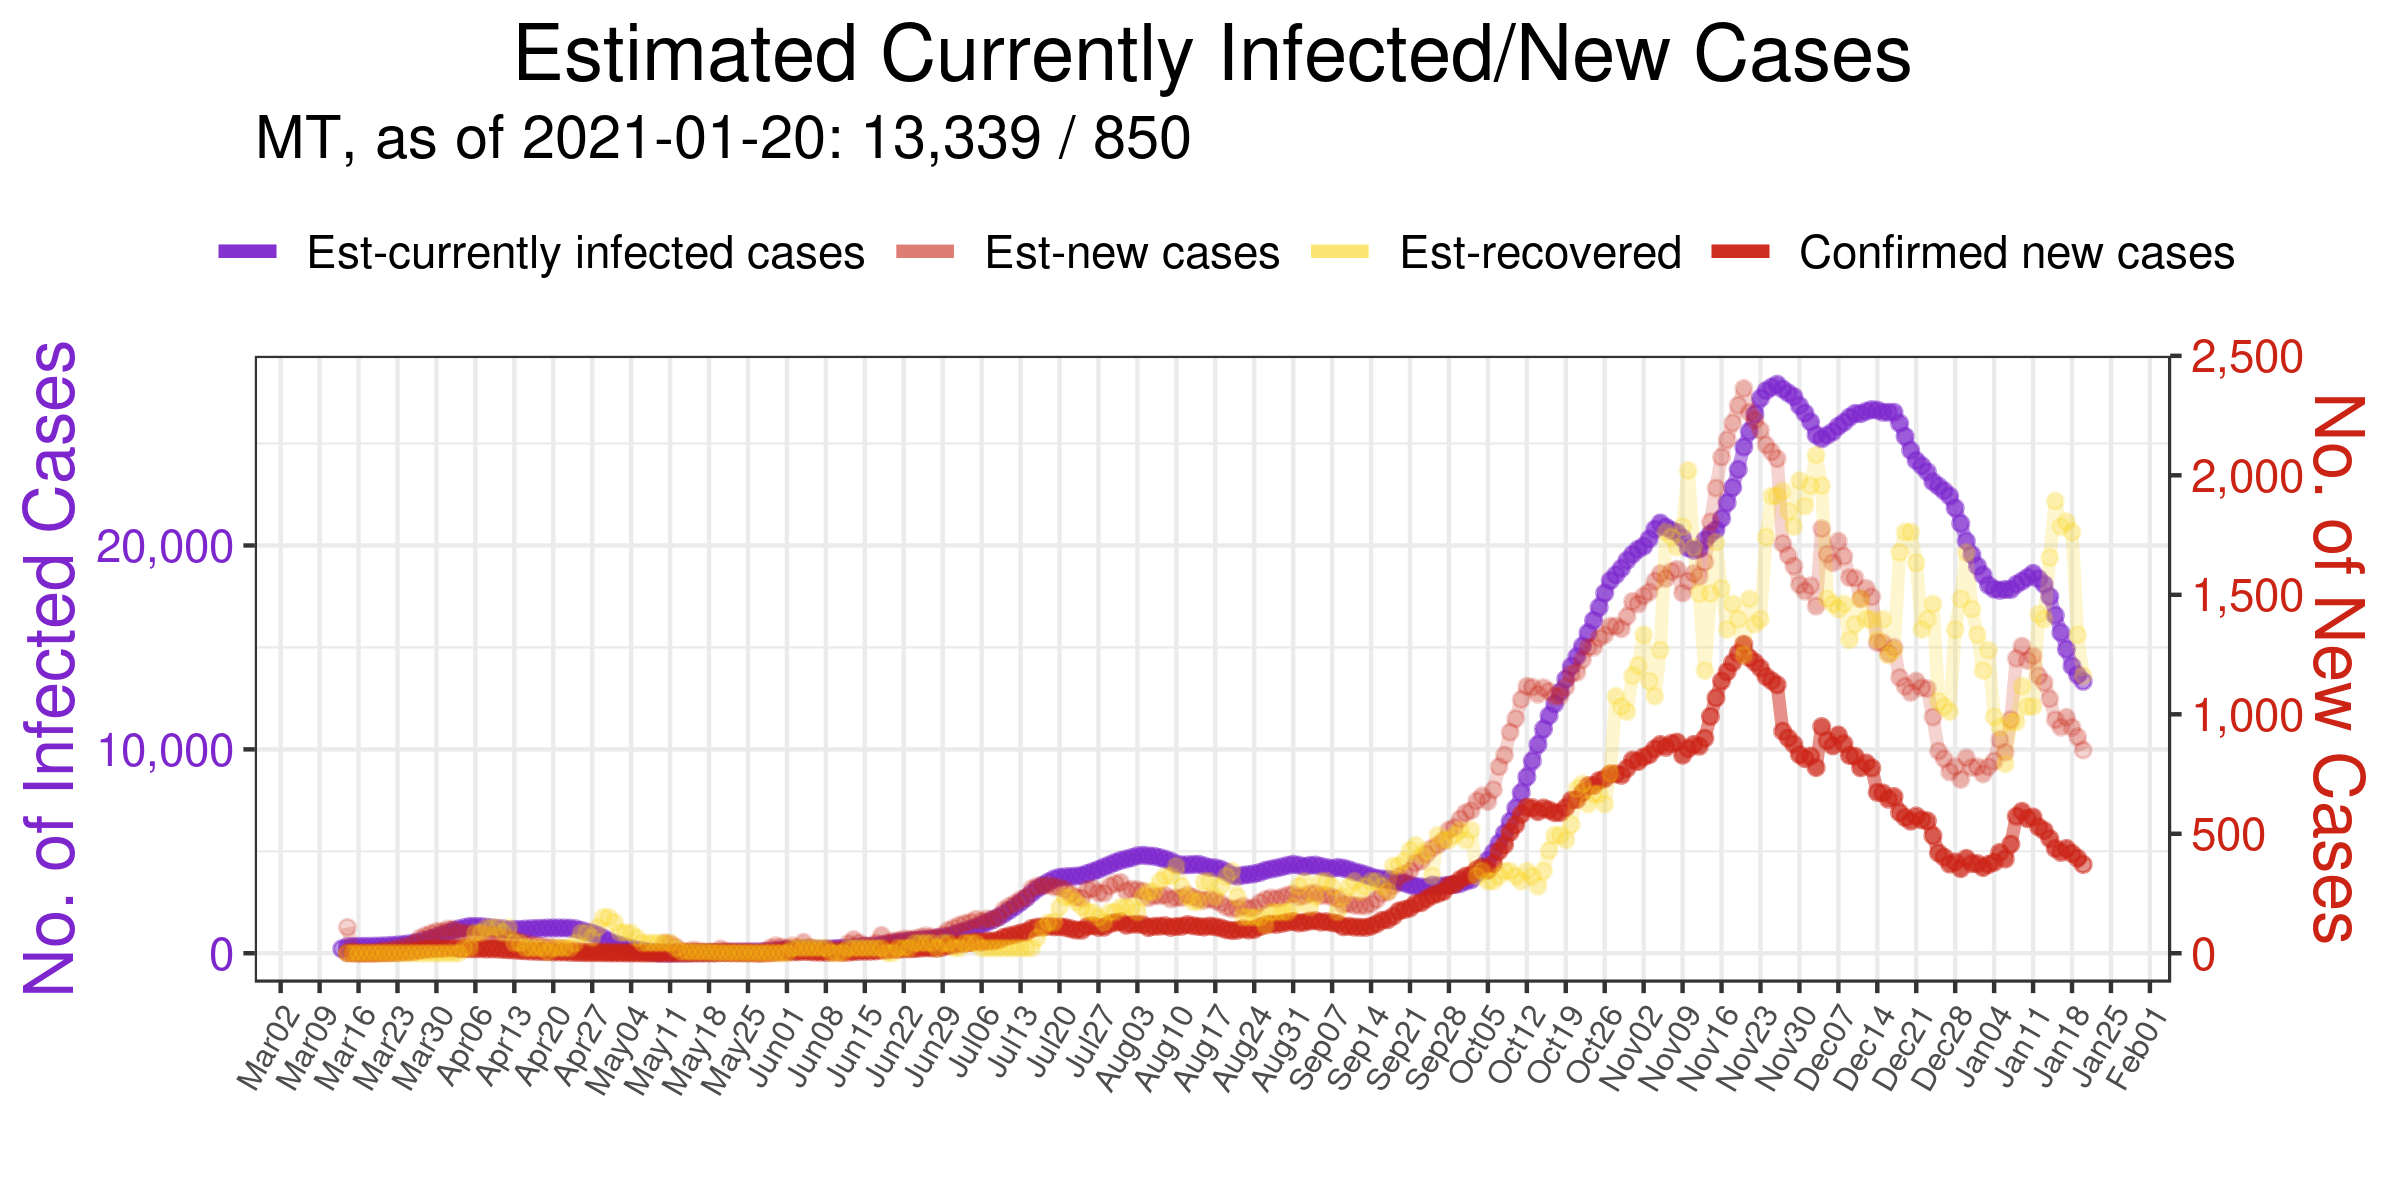 Estimated Currently Infected/New Cases
MT, as of 2021-01-20: 13,339 / 850
Est-currently infected cases
Est-new cases
Est-recovered
Confirmed new cases
No. of Infected Cases
20,000
10,000
0
2,500
2,000
1,500
1,000
500
0
No. of New Cases
Mar02
Mar09
Mar16
Mar23
Mar30
Apr06
Apr13
Apr20
Apr27
May04
May11
May18
May25
Jun01
Jun08
Jun15
Jun22
Jun29
Jul06
Jul13
Jul20
Jul27
Aug03
Aug10
Aug17
Aug24
Aug31
Sep07
Sep14
Sep21
Sep28
Oct05
Oct12
Oct19
Oct26
Nov02
Nov09
Nov16
Nov23
Nov30
Dec07
Dec14
Dec21
Dec28
Jan04
Jan11
Jan18
Jan25
Feb01